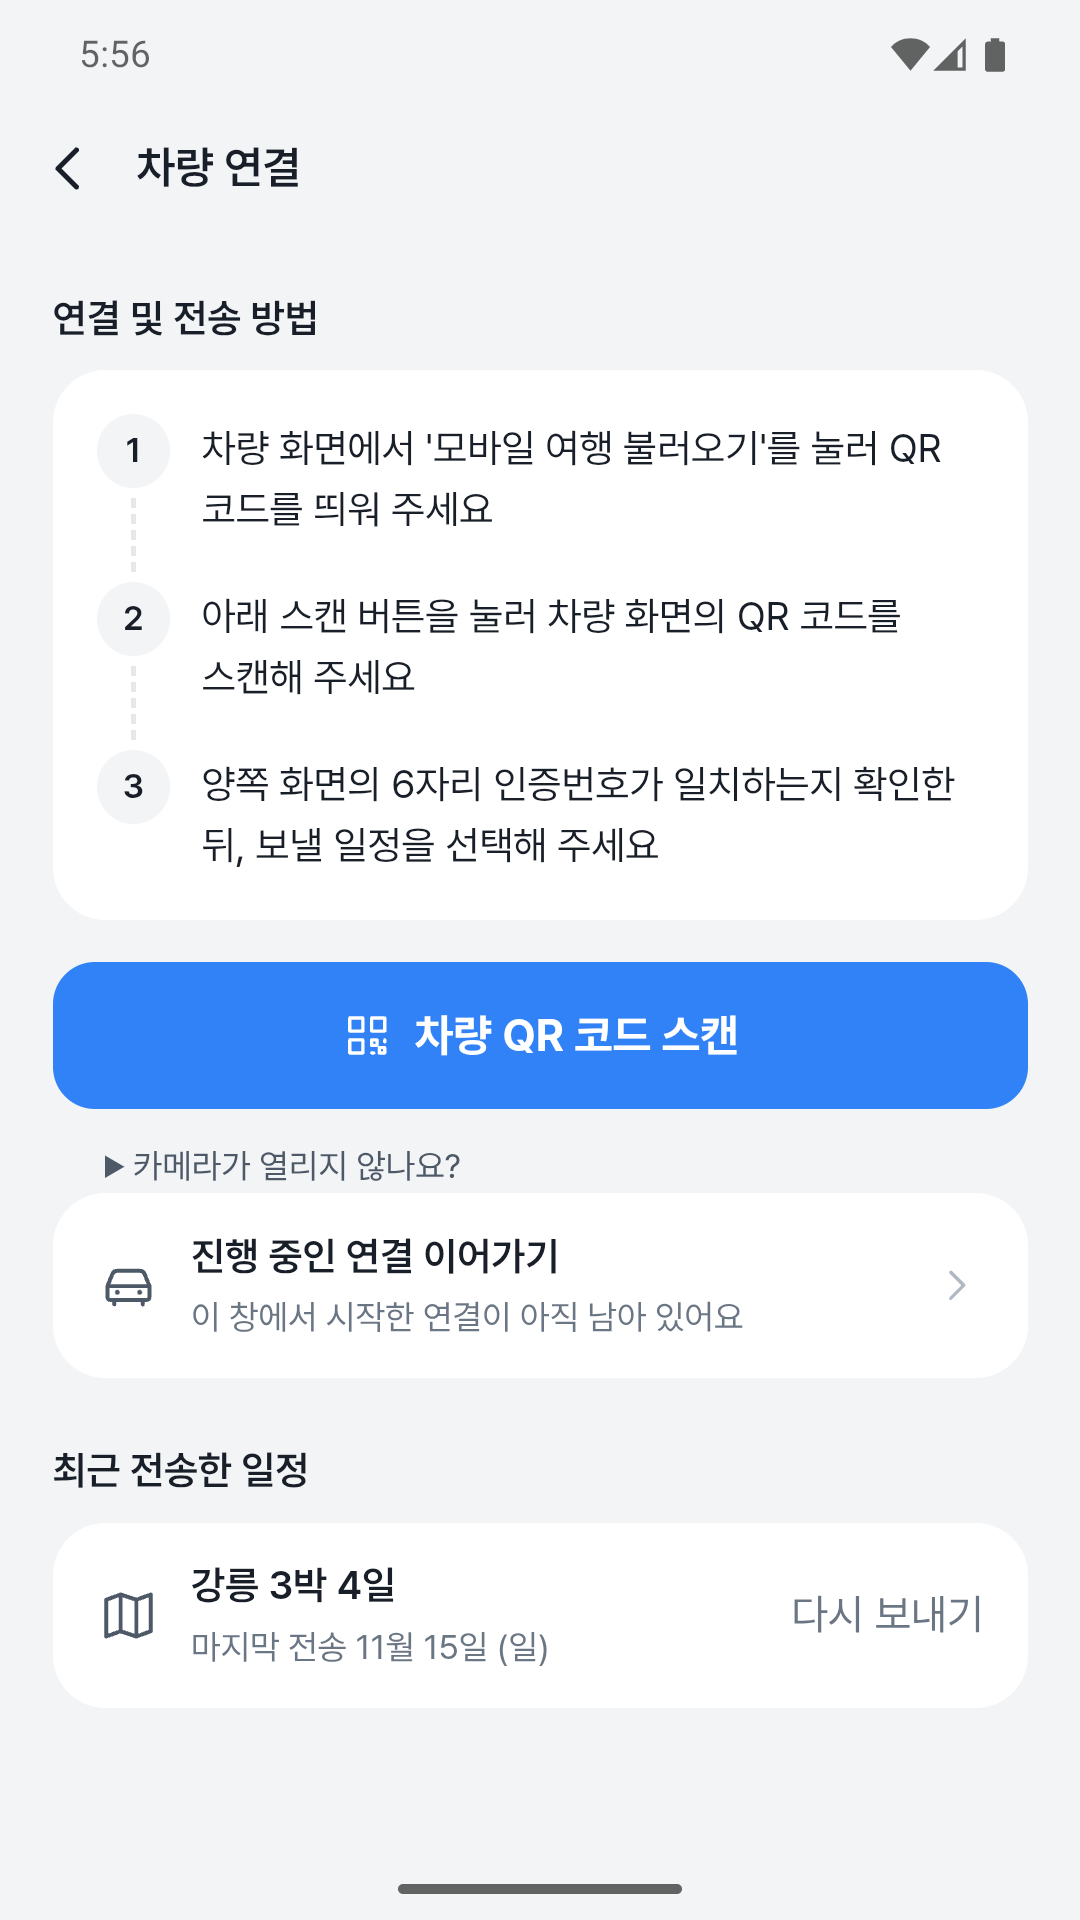 5:56
차량 연결
연결 및 전송 방법
1
차량 화면에서 '모바일 여행 불러오기'를 눌러 QR
코드를 띄워 주세요
2
아래 스캔 버튼을 눌러 차량 화면의 QR 코드를
스캔해 주세요
3
양쪽 화면의 6자리 인증번호가 일치하는지 확인한
뒤, 보낼 일정을 선택해 주세요
차량 QR 코드 스캔
▶ 카메라가 열리지 않나요?
진행 중인 연결 이어가기
이 창에서 시작한 연결이 아직 남아 있어요
최근 전송한 일정
강릉 3박 4일
마지막 전송 11월 15일 (일)
다시 보내기